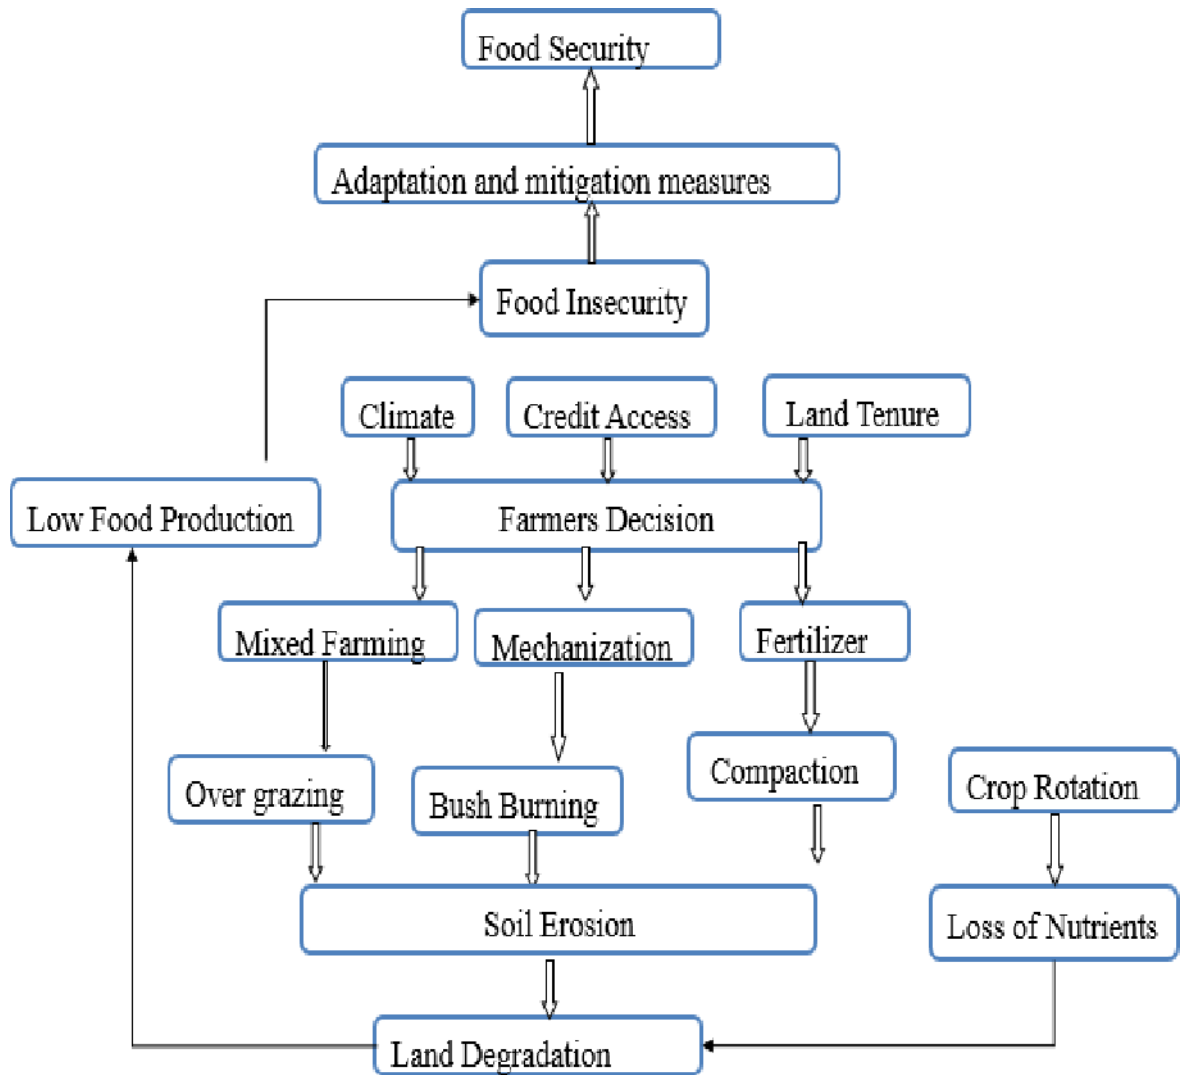 Food Security
Adaptation and mitigation measures
Food Insecurity
Climate
Credit Access
Land Tenure
Low Food Production
Farmers Decision
Mixed Farming
Mechanization
Fertilizer
Over grazing
Bush Burning
Compaction
Crop Rotation
Soil Erosion
Loss of Nutrients
Land Degradation